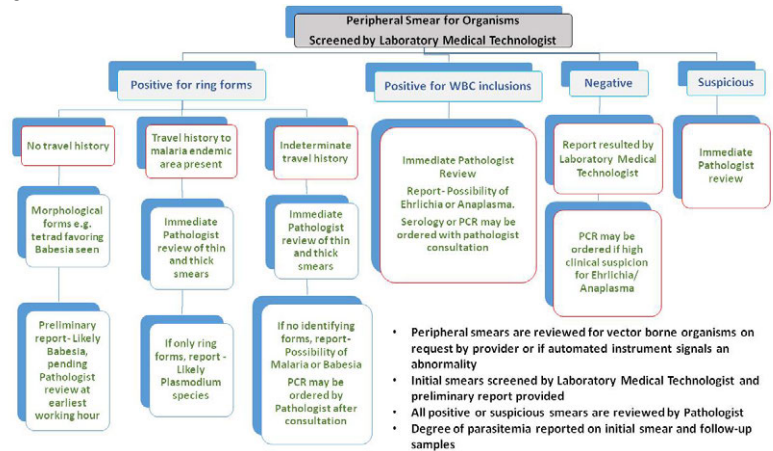 Peripheral Smear for Organisms
Screened by Laboratory Medical Technologist
Positive for ring forms
Positive for WBC inclusions
Negative
Suspicious
No travel history
Travel history to
malaria endemic
area present
Indeterminate
travel history
Immediate Pathologist
Review
Report- Possibility of
Ehrlichia or Anaplasma.
Serology or PCR may be
ordered with pathologist
consultation
Report resulted by
Laboratory Medical
Technologist
Immediate
Pathologist
review
Morphological
forms e.g.
tetrad favoring
Babesia seen
Immediate
Pathologist
review of thin
and thick
smears
Immediate
Pathologist
review of thin
and thick
smears
PCR may be
ordered if high
clinical suspicion
for Ehrlichia/
Anaplasma
Preliminary
report- Likely
Babesia,
pending
Pathologist
review at
earliest
working hour
If only ring
forms, report -
Likely
Plasmodium
species
If no identifying
forms, report-
Possibility of
Malaria or Babesia
PCR may be
ordered by
Pathologist after
consultation
• Peripheral smears are reviewed for vector borne organisms on
request by provider or if automated instrument signals an
abnormality
• Initial smears screened by Laboratory Medical Technologist and
preliminary report provided
• All positive or suspicious smears are reviewed by Pathologist
• Degree of parasitemia reported on initial smear and follow-up
samples